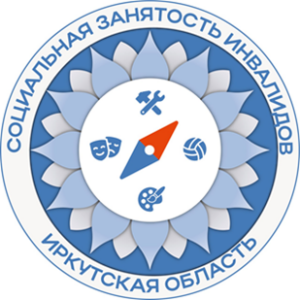 СОЦИАЛЬНАЯ ЗАНЯТОСТЬ ИНВАЛИДОВ
ИРКУТСКАЯ ОБЛАСТЬ